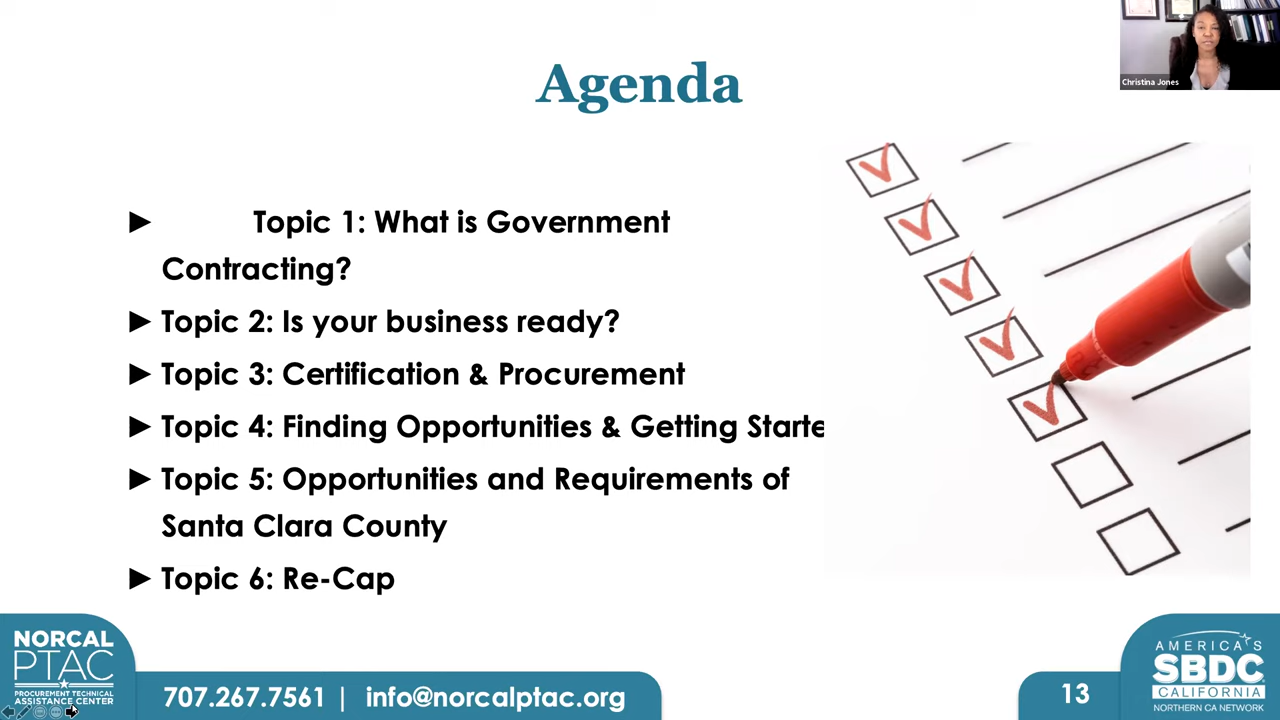 Christina Jones
Agenda
► Topic 1: What is Government
Contracting?
► Topic 2: Is your business ready?
► Topic 3: Certification & Procurement
► Topic 4: Finding Opportunities & Getting Starte
► Topic 5: Opportunities and Requirements of
Santa Clara County
► Topic 6: Re-Cap
NORCAL
PTAC
PROCUREMENT TECHNICAL
ASSISTANCE CENTER
707.267.7561 | info@norcalptac.org
13
AMERICA'S
SBDC
CALIFORNIA
NORTHERN CA NETWORK